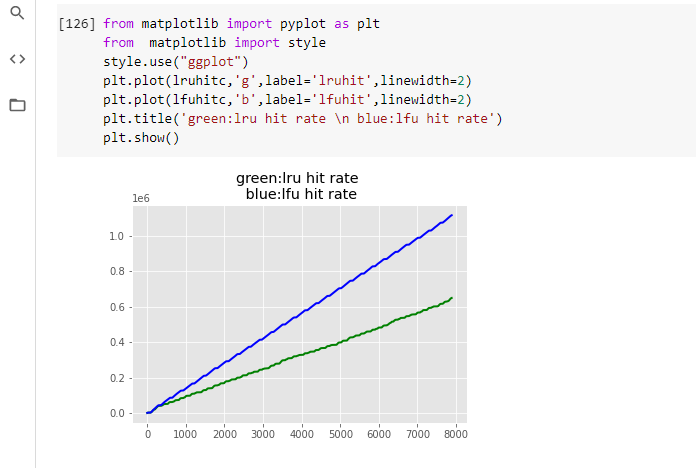 [126] from matplotlib import pyplot as plt
from  matplotlib import style
style.use("ggplot")
plt.plot(lruhitc,'g',label='lruhit',linewidth=2)
plt.plot(lfuhitc,'b',label='lfuhit',linewidth=2)
plt.title('green:lru hit rate \n blue:lfu hit rate')
plt.show()
green:lru hit rate
blue:lfu hit rate
1e6
1.0
0.8
0.6
0.4
0.2
0.0
0 1000 2000 3000 4000 5000 6000 7000 8000